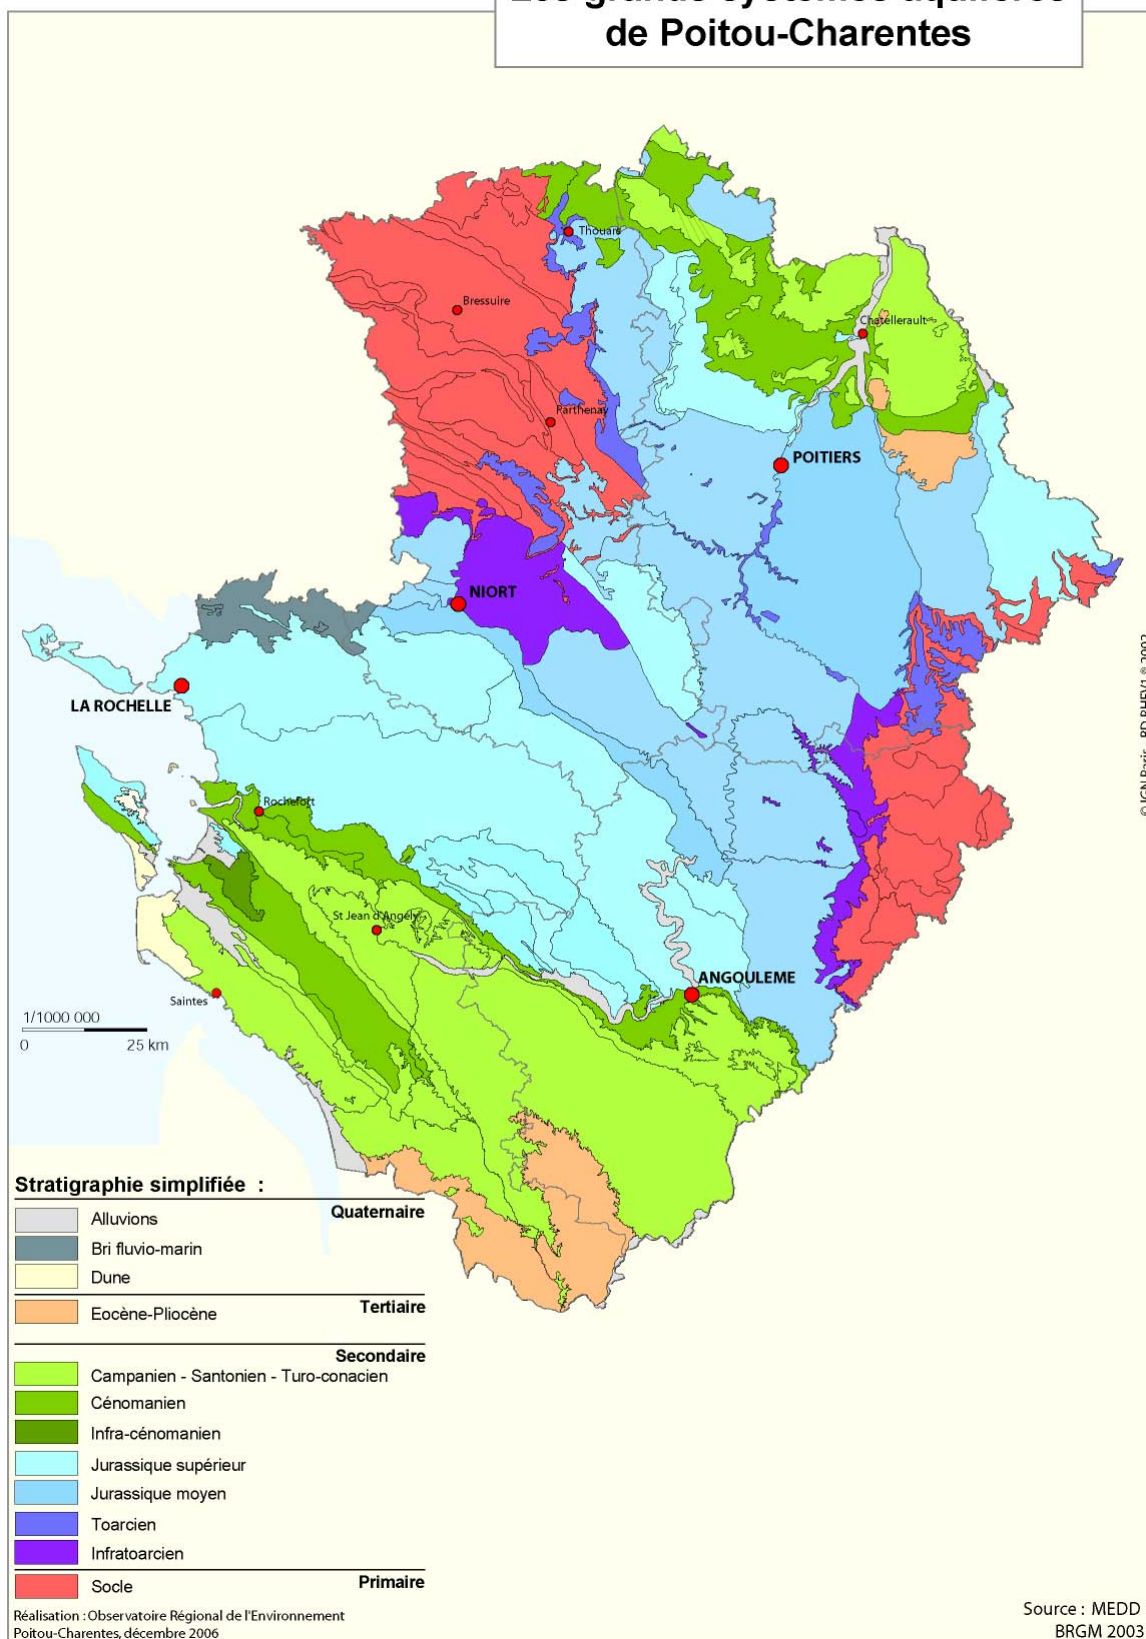 de Poitou-Charentes
Thouars
Bressuire
Chatellerault
Parthenay
POITIERS
NIORT
LA ROCHELLE
Rochefort
St Jean d'Angely
ANGOULEME
Saintes
1/1000 000
0 25 km
Stratigraphie simplifiée :
Quaternaire
Alluvions
Bri fluvio-marin
Dune
Tertiaire
Eocène-Pliocène
Secondaire
Campanien - Santonien - Turo-conacien
Cénomanien
Infra-cénomanien
Jurassique supérieur
Jurassique moyen
Toarcien
Infratoarcien
Primaire
Socle
Réalisation : Observatoire Régional de l'Environnement
Poitou-Charentes, décembre 2006
Source : MEDD
BRGM 2003